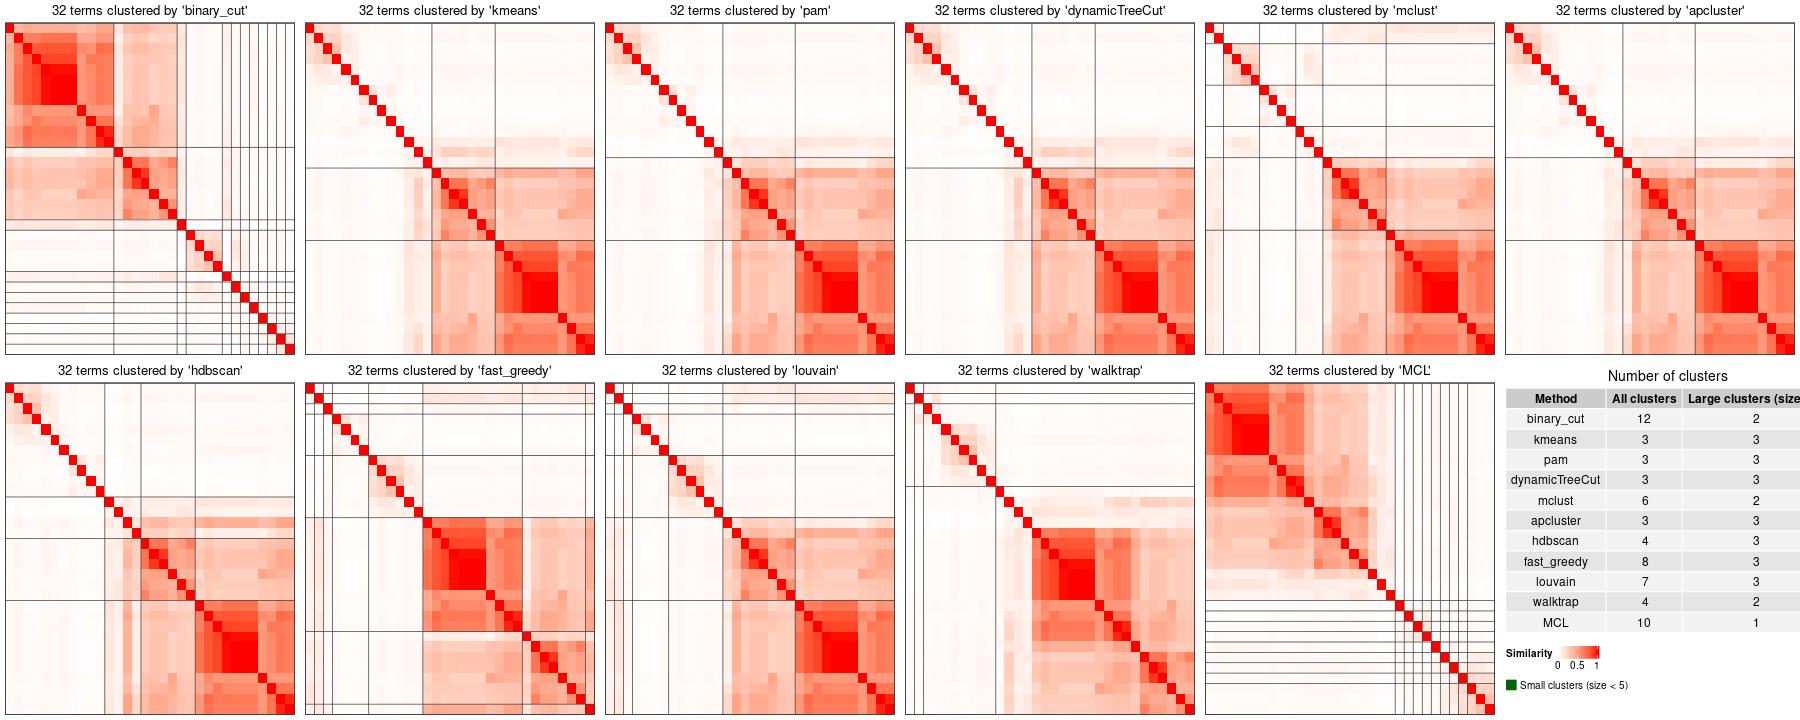 32 terms clustered by 'binary_cut'
32 terms clustered by 'kmeans'
32 terms clustered by 'pam'
32 terms clustered by 'dynamicTreeCut'
32 terms clustered by 'mclust'
32 terms clustered by 'apcluster'
32 terms clustered by 'hdbscan'
32 terms clustered by 'fast_greedy'
32 terms clustered by 'louvain'
32 terms clustered by 'walktrap'
32 terms clustered by 'MCL'
Number of clusters
Method All clusters Large clusters (size
binary_cut 12 2
kmeans 3 3
pam 3 3
dynamicTreeCut 3 3
mclust 6 2
apcluster 3 3
hdbscan 4 3
fast_greedy 8 3
louvain 7 3
walktrap 4 2
MCL 10 1
Similarity
0 0.5 1
Small clusters (size < 5)